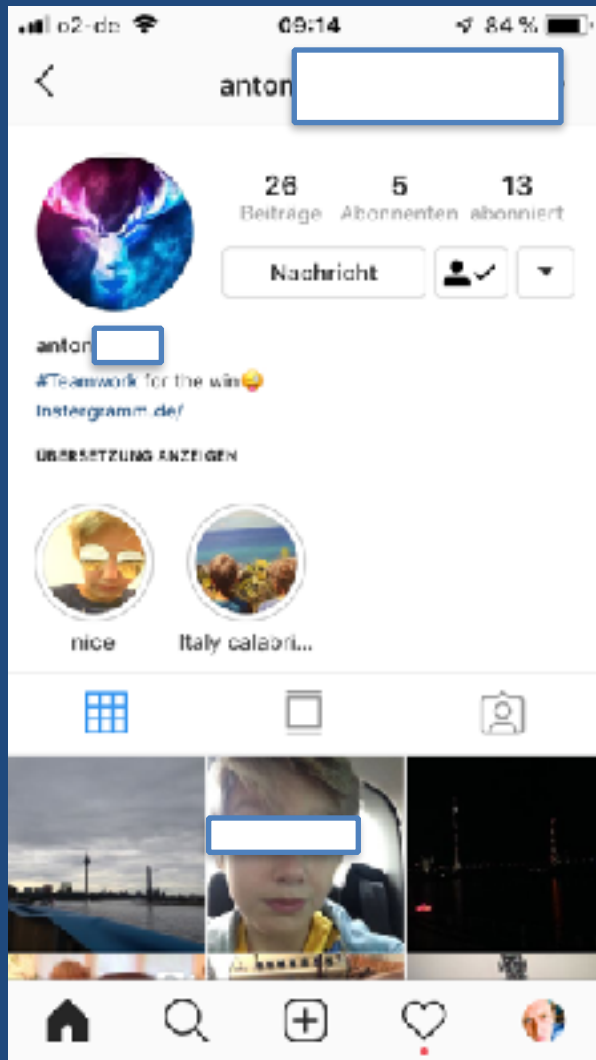 o2-de 09:14 84 %
anton
26 5 13
Beiträge Abonnenten abonniert
Nachricht
anton
#Teamwork for the win😜
Instergramm.de/
ÜBERSETZUNG ANZEIGEN
nice Italy calabri...